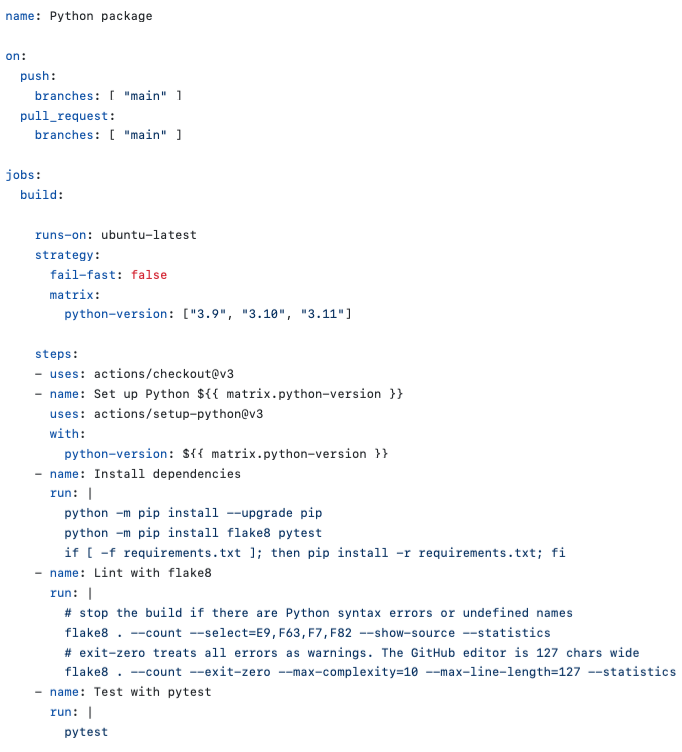 name: Python package
on:
push:
branches: [ "main" ]
pull_request:
branches: [ "main" ]
jobs:
build:
runs-on: ubuntu-latest
strategy:
fail-fast: false
matrix:
python-version: ["3.9", "3.10", "3.11"]
steps:
- uses: actions/checkout@v3
- name: Set up Python ${{ matrix.python-version }}
uses: actions/setup-python@v3
with:
python-version: ${{ matrix.python-version }}
- name: Install dependencies
run: |
python -m pip install --upgrade pip
python -m pip install flake8 pytest
if [ -f requirements.txt ]; then pip install -r requirements.txt; fi
- name: Lint with flake8
run: |
# stop the build if there are Python syntax errors or undefined names
flake8 . --count --select=E9,F63,F7,F82 --show-source --statistics
# exit-zero treats all errors as warnings. The GitHub editor is 127 chars wide
flake8 . --count --exit-zero --max-complexity=10 --max-line-length=127 --statistics
- name: Test with pytest
run: |
pytest